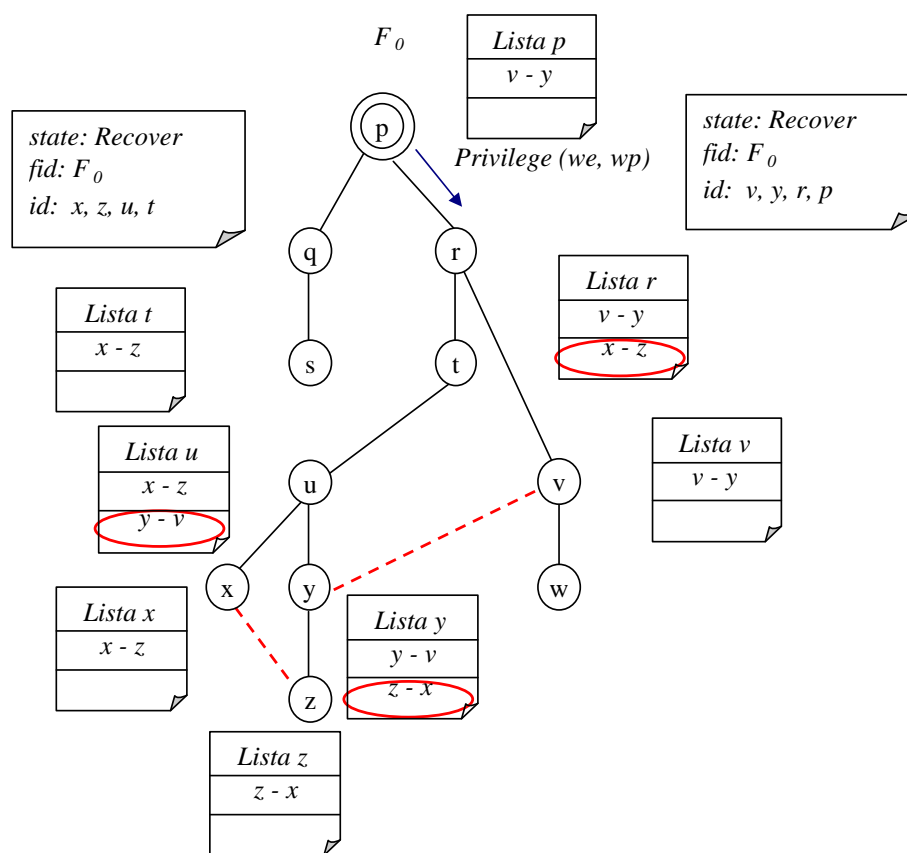 F 0
Lista p
v - y
p
Privilege (we, wp)
state: Recover
fid: F 0
id: x, z, u, t
state: Recover
fid: F 0
id: v, y, r, p
q
r
Lista r
v - y
x - z
Lista t
x - z
s
t
Lista u
x - z
y - v
u
v
Lista v
v - y
x
y
w
Lista x
x - z
Lista y
y - v
z - x
z
Lista z
z - x